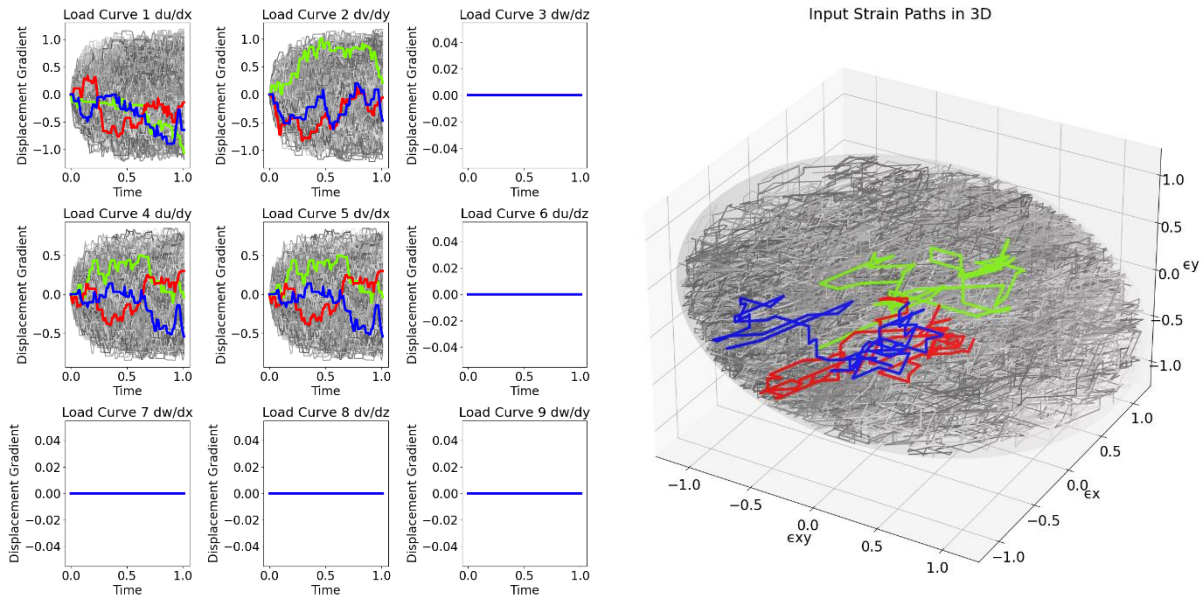 Load Curve 1 du/dx
Displacement Gradient
1.0
0.5
0.0
−0.5
−1.0
0.0 0.5 1.0
Time
Load Curve 2 dv/dy
Displacement Gradient
1.0
0.5
0.0
−0.5
−1.0
0.0 0.5 1.0
Time
Load Curve 3 dw/dz
Displacement Gradient
0.04
0.02
0.00
−0.02
−0.04
0.0 0.5 1.0
Time
Load Curve 4 du/dy
Displacement Gradient
0.5
0.0
−0.5
0.0 0.5 1.0
Time
Load Curve 5 dv/dx
Displacement Gradient
0.5
0.0
−0.5
0.0 0.5 1.0
Time
Load Curve 6 du/dz
Displacement Gradient
0.04
0.02
0.00
−0.02
−0.04
0.0 0.5 1.0
Time
Load Curve 7 dw/dx
Displacement Gradient
0.04
0.02
0.00
−0.02
−0.04
0.0 0.5 1.0
Time
Load Curve 8 dv/dz
Displacement Gradient
0.04
0.02
0.00
−0.02
−0.04
0.0 0.5 1.0
Time
Load Curve 9 dw/dy
Displacement Gradient
0.04
0.02
0.00
−0.02
−0.04
0.0 0.5 1.0
Time
Input Strain Paths in 3D
1.0
0.5
0.0
−0.5
−1.0
ϵy
1.0
0.5
0.0
−0.5
−1.0
ϵx
−1.0
−0.5
0.0
0.5
1.0
ϵxy